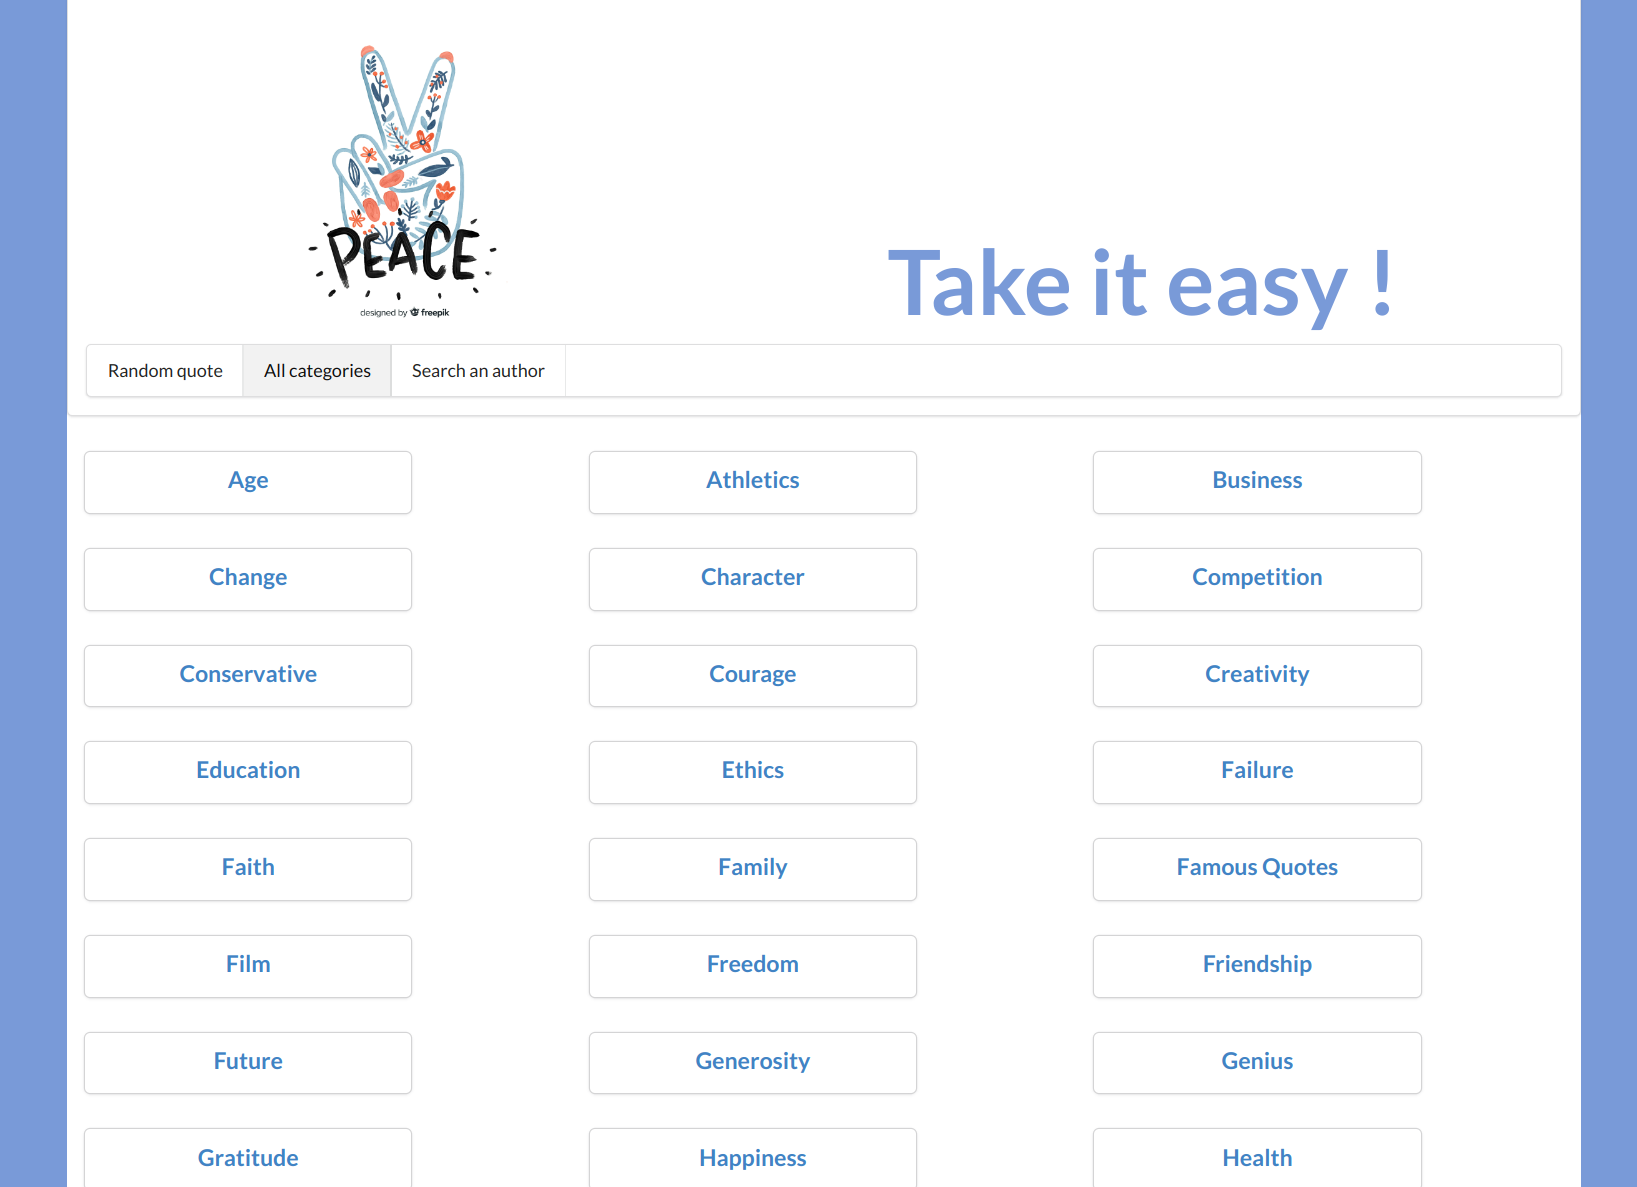 PEACE
designed by freepik
Take it easy !
Random quote
All categories
Search an author
Age
Athletics
Business
Change
Character
Competition
Conservative
Courage
Creativity
Education
Ethics
Failure
Faith
Family
Famous Quotes
Film
Freedom
Friendship
Future
Generosity
Genius
Gratitude
Happiness
Health